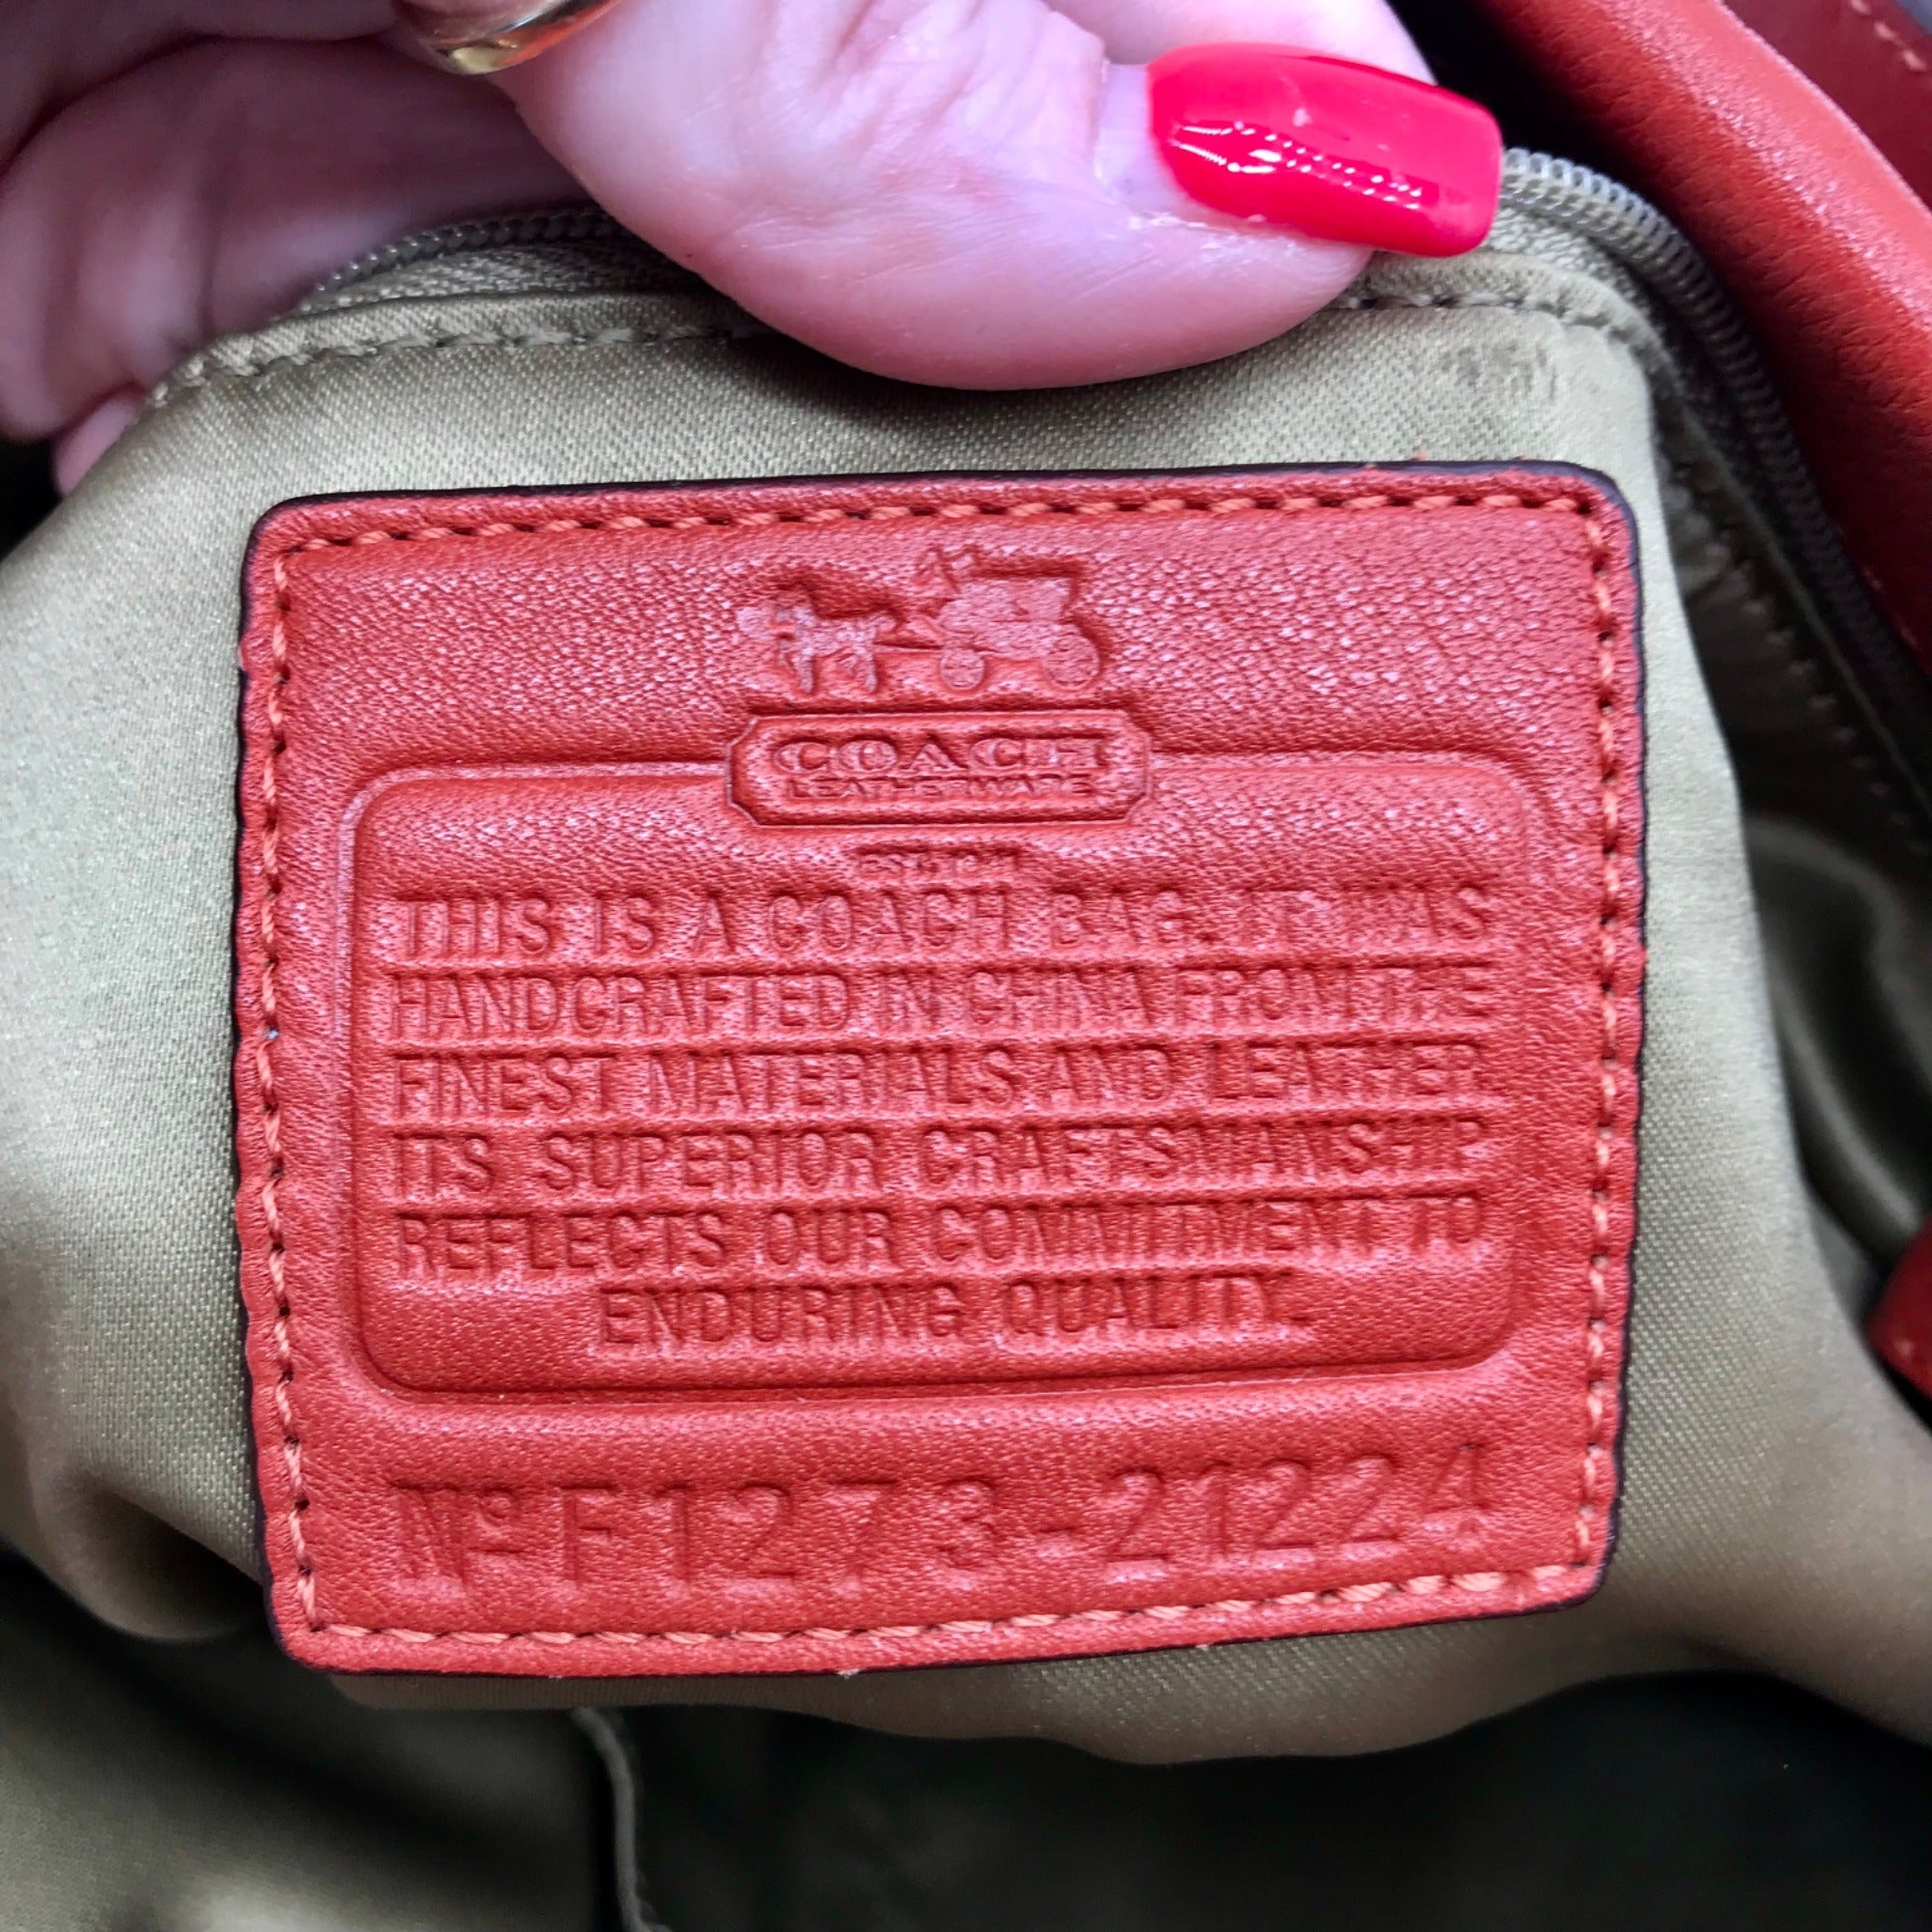 COACH
LEATHERWARE
EST. 1941
THIS IS A COACH BAG. IT WAS
HANDCRAFTED IN CHINA FROM THE
FINEST MATERIALS AND LEATHER.
ITS SUPERIOR CRAFTSMANSHIP
REFLECTS OUR COMMITMENT TO
ENDURING QUALITY.
Nº F1273-21224